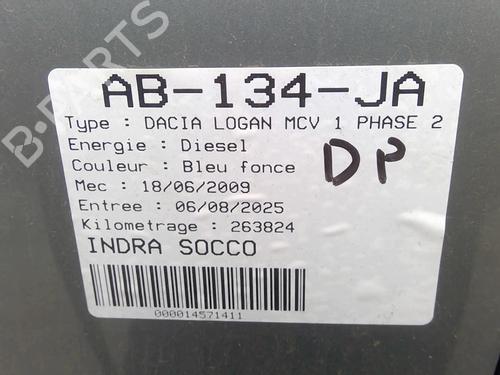 B-PARTS
AB-134-JA
Type : DACIA LOGAN MCV 1 PHASE 2
Energie : Diesel
Couleur : Bleu fonce
DP
Mec : 18/06/2009
Entree : 06/08/2025
Kilometrage : 263824
INDRA SOCCO
000014571411